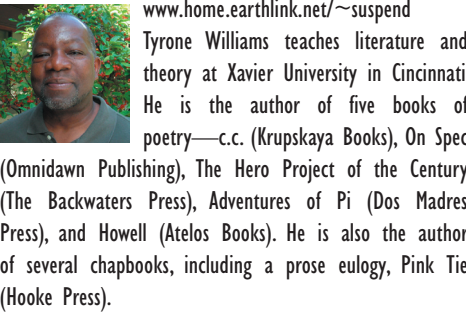 www.home.earthlink.net/~suspend
Tyrone Williams teaches literature and
theory at Xavier University in Cincinnati
He is the author of five books of
poetry—c.c. (Krupskaya Books), On Spec
(Omnidawn Publishing), The Hero Project of the Century
(The Backwaters Press), Adventures of Pi (Dos Madres
Press), and Howell (Atelos Books). He is also the author
of several chapbooks, including a prose eulogy, Pink Tie
(Hooke Press).